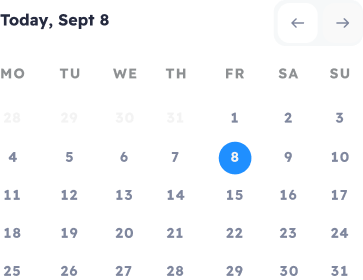 Today, Sept 8
MO TU WE TH FR SA SU
28 29 30 31 1 2 3
4 5 6 7 8 9 10
11 12 13 14 15 16 17
18 19 20 21 22 23 24
25 26 27 28 29 30 31